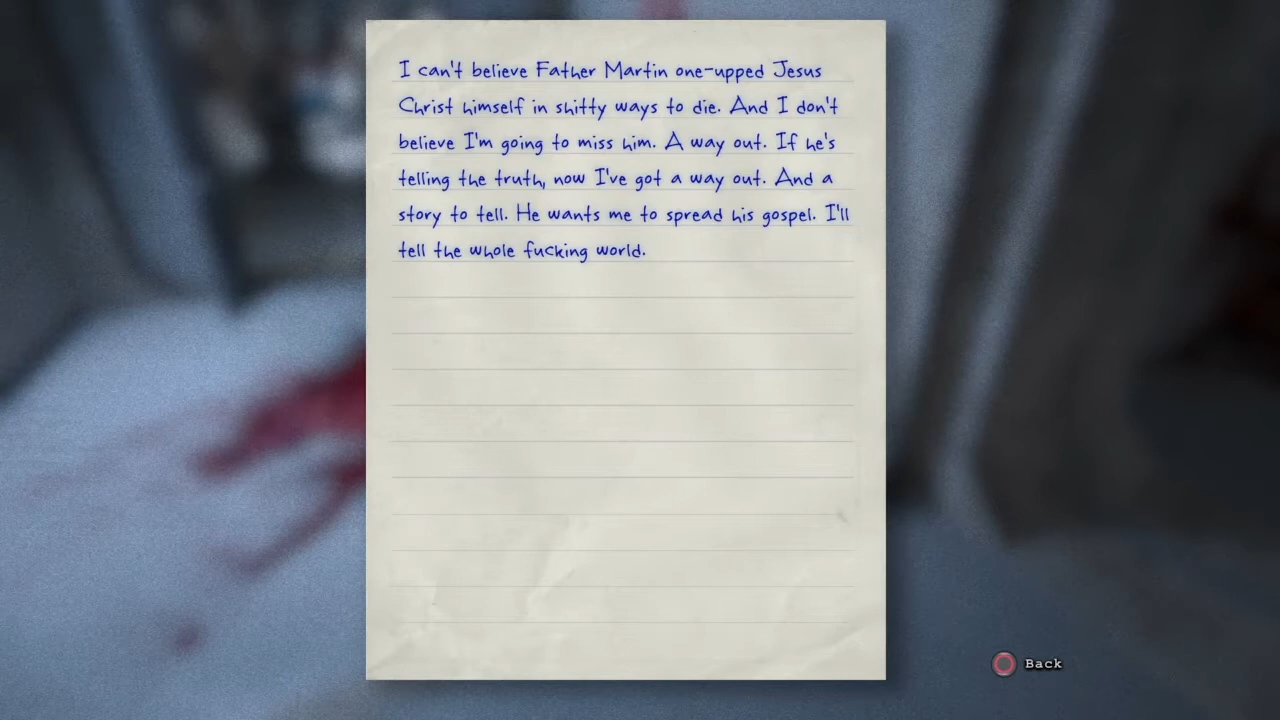 I can't believe Father Martin one-upped Jesus
Christ himself in shitty ways to die. And I don't
believe I'm going to miss him. A way out. If he's
telling the truth, now I've got a way out. And a
story to tell. He wants me to spread his gospel. I'll
tell the whole fucking world.
Back